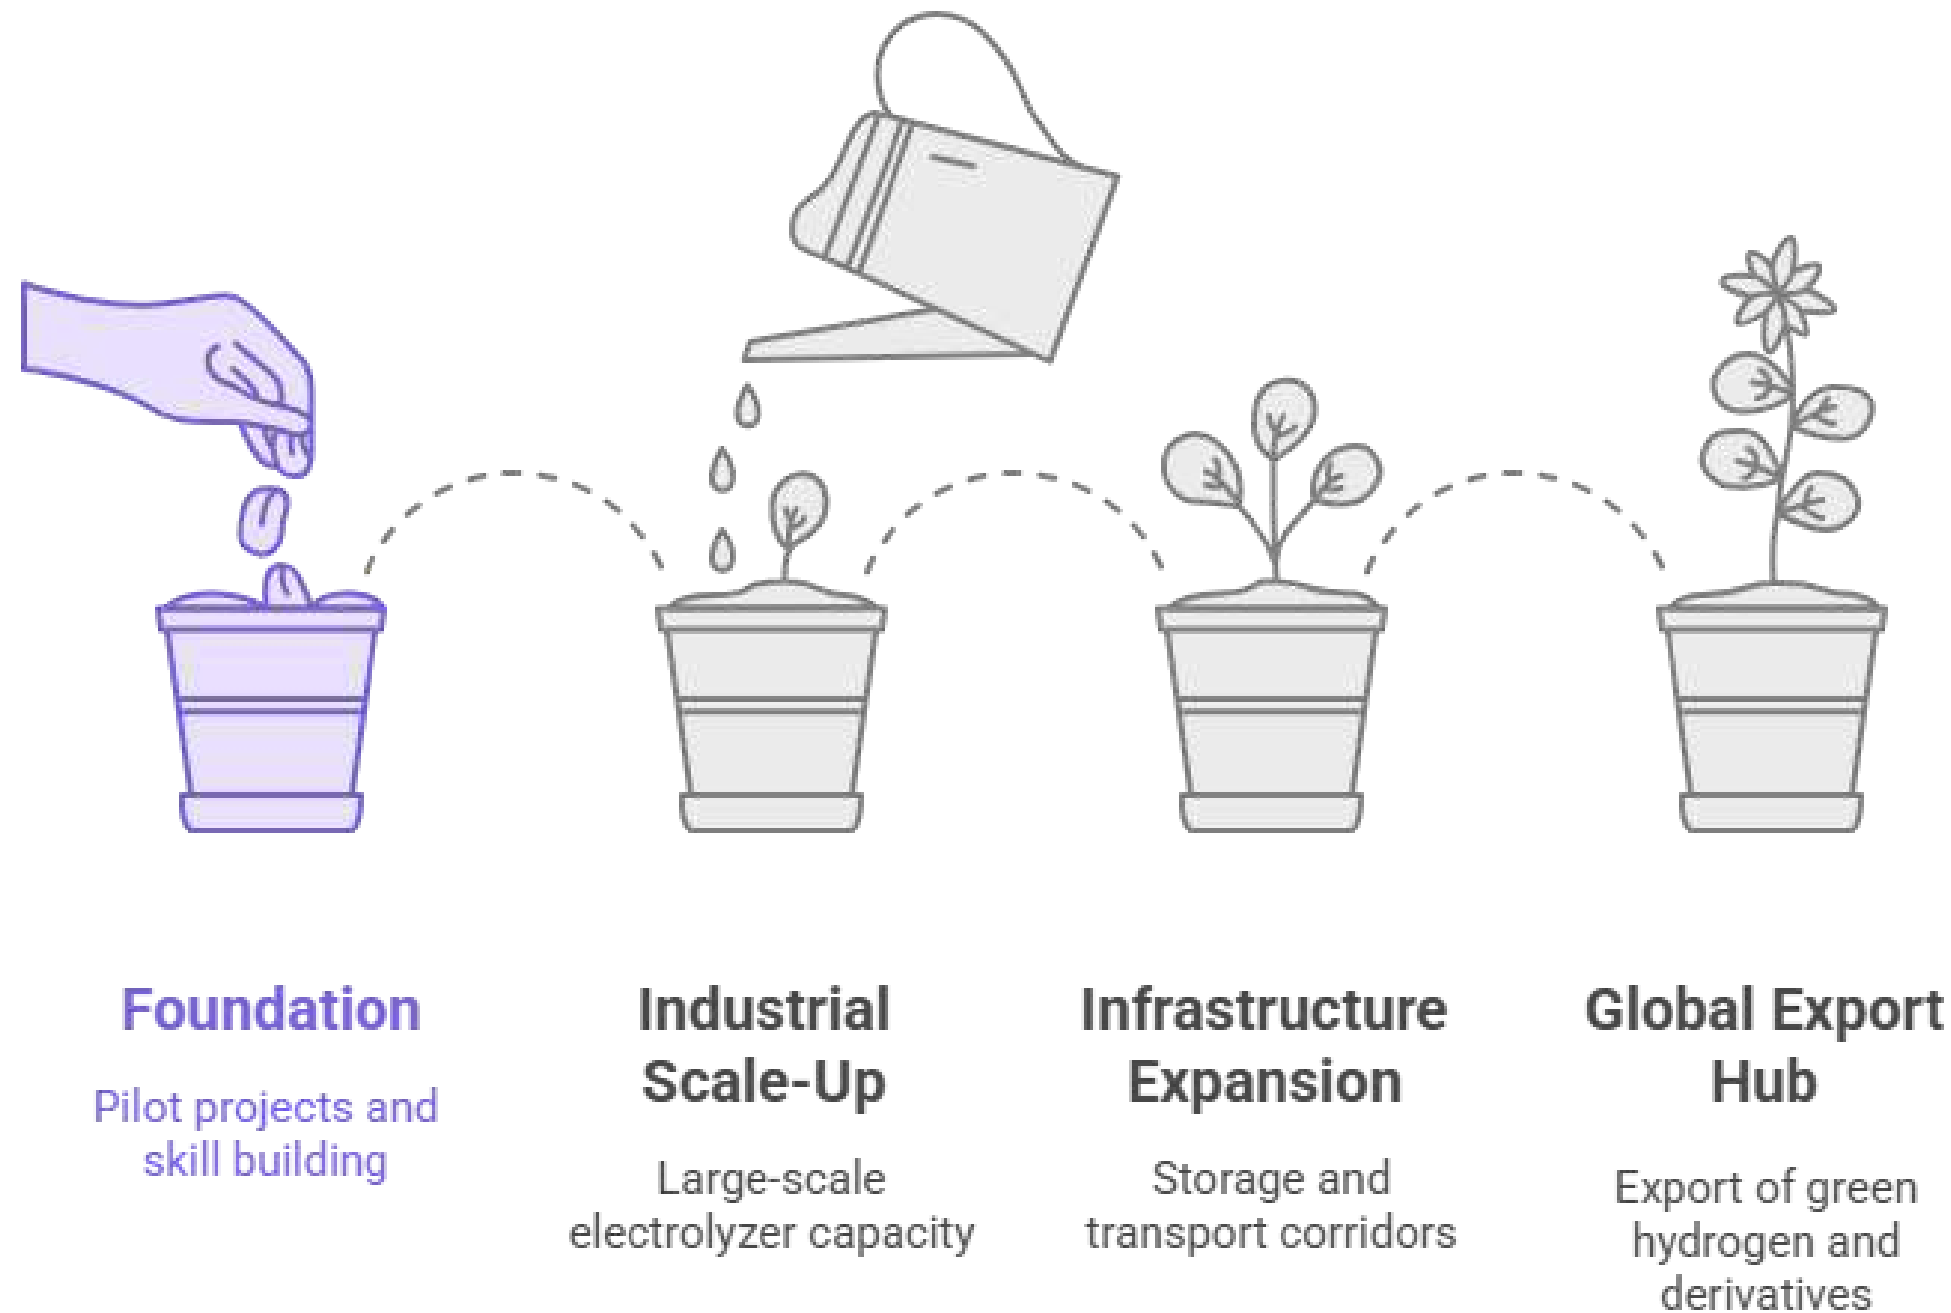 Foundation
Pilot projects and
skill building
Industrial
Scale-Up
Large-scale
electrolyzer capacity
Infrastructure
Expansion
Storage and
transport corridors
Global Export
Hub
Export of green
hydrogen and
derivatives